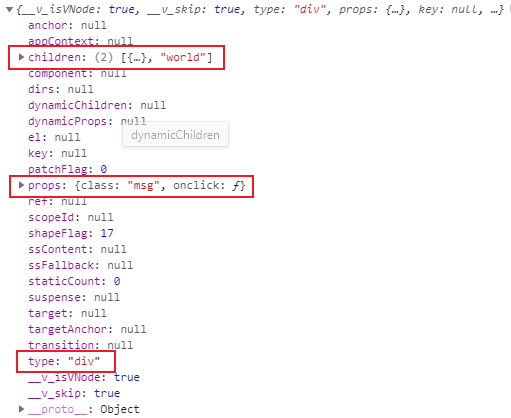 ▼{__v_isVNode: true, __v_skip: true, type: "div", props: {…}, key: null, …}
anchor: null
appContext: null
▶children: (2) [{…}, "world"]
component: null
dirs: null
dynamicChildren: null
dynamicProps: null
dynamicChildren
el: null
key: null
patchFlag: 0
▶props: {class: "msg", onclick: ƒ}
ref: null
scopeId: null
shapeFlag: 17
ssContent: null
ssFallback: null
staticCount: 0
suspense: null
target: null
targetAnchor: null
transition: null
type: "div"
__v_isVNode: true
__v_skip: true
▶__proto__: Object